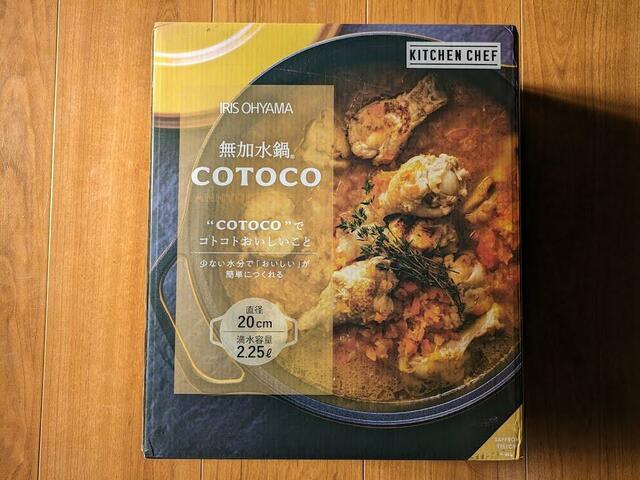 KITCHEN CHEF
IRIS OHYAMA
無加水鍋®
COTOCO
“COTOCO”で
コトコトおいしいこと
少ない水分で「おいしい」が
簡単につくれる
直径
20cm
満水容量
2.25ℓ
SAFFRON
YELLOW